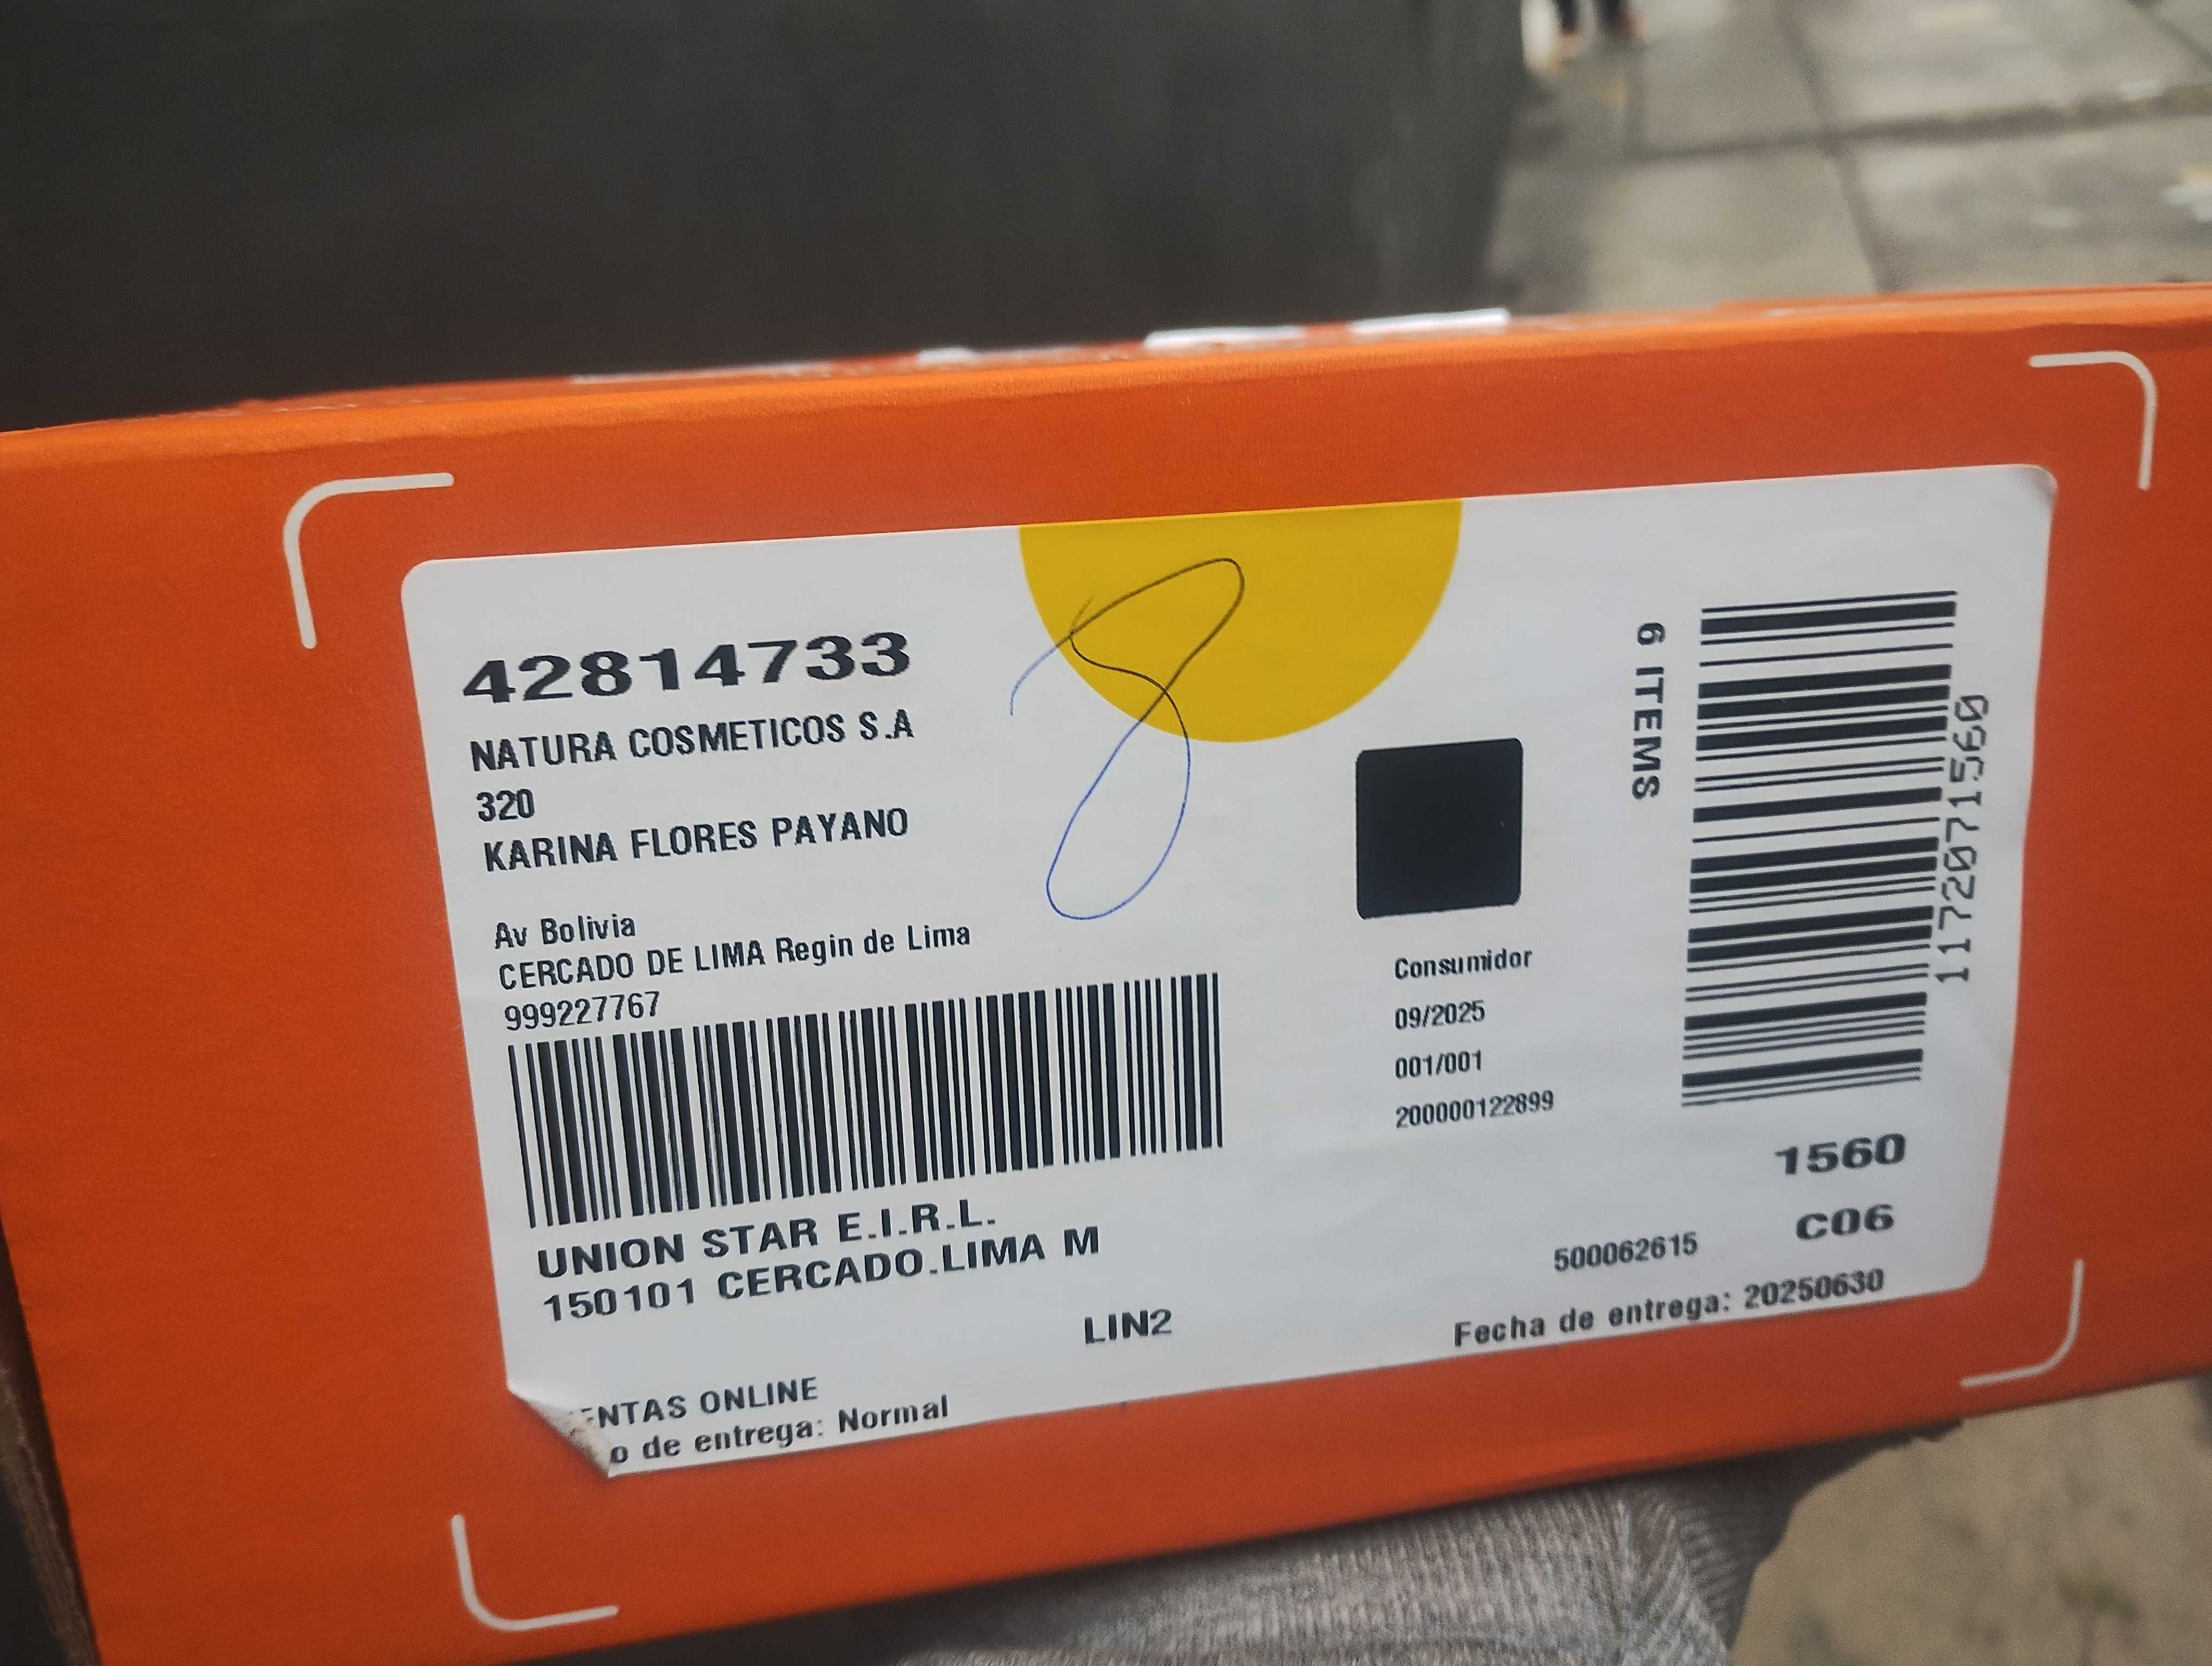 42814733
NATURA COSMETICOS S.A
320
KARINA FLORES PAYANO
Av Bolivia
CERCADO DE LIMA Regin de Lima
999227767
UNION STAR E.I.R.L.
150101 CERCADO.LIMA M
LIN2
ENTAS ONLINE
o de entrega: Normal
8
Consumidor
09/2025
001/001
200000122899
6 ITEMS
1172071560
1560
C06
500062615
Fecha de entrega: 20250630